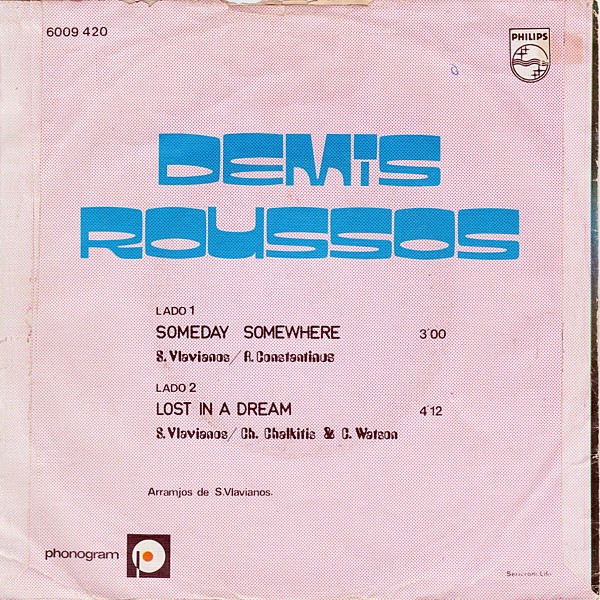 6009 420
PHILIPS
DEMIS
ROUSSOS
LADO 1
SOMEDAY SOMEWHERE 3'00
S. Vlavianos/ A. Constantinus
LADO 2
LOST IN A DREAM 4'12
S. Vlavianos/ Ch. Chalkitis & C. Watson
Arramjos de S.Vlavianos.
phonogram